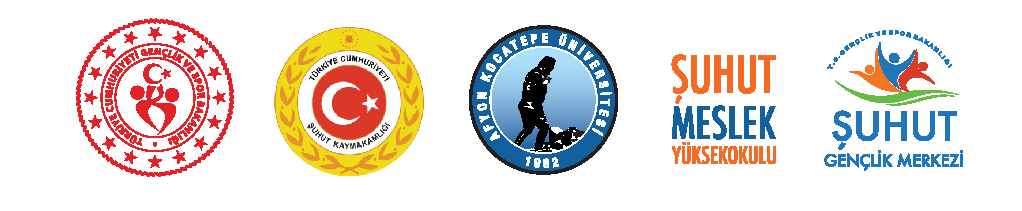 TÜRKİYE CUMHURİYETİ GENÇLİK VE SPOR BAKANLIĞI
TÜRKİYE CUMHURİYETİ
ŞUHUT KAYMAKAMLIĞI
AFYON KOCATEPE ÜNİVERSİTESİ
1992
ŞUHUT
MESLEK
YÜKSEKOKULU
T.C. GENÇLİK VE SPOR BAKANLIĞI
ŞUHUT
GENÇLİK MERKEZİ